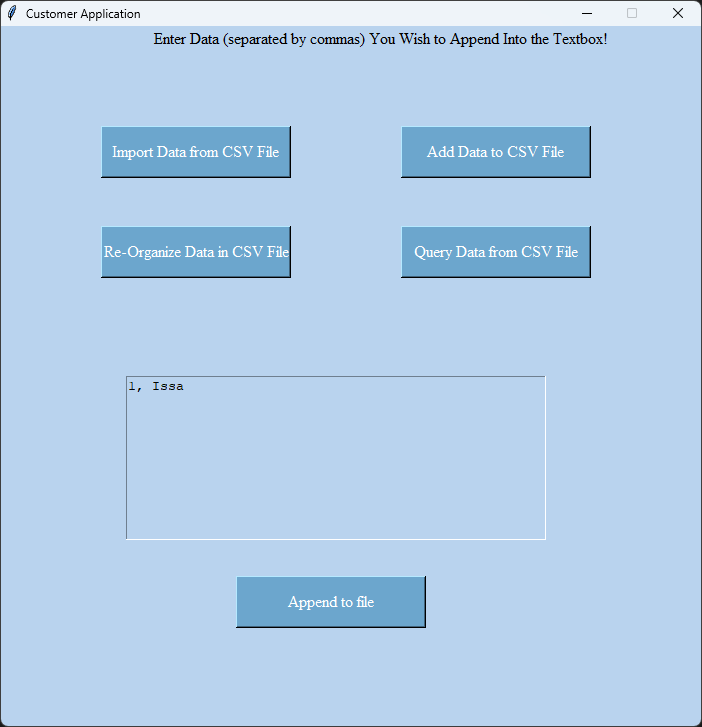 Customer Application
Enter Data (separated by commas) You Wish to Append Into the Textbox!
Import Data from CSV File
Add Data to CSV File
Re-Organize Data in CSV File
Query Data from CSV File
1, Issa
Append to file